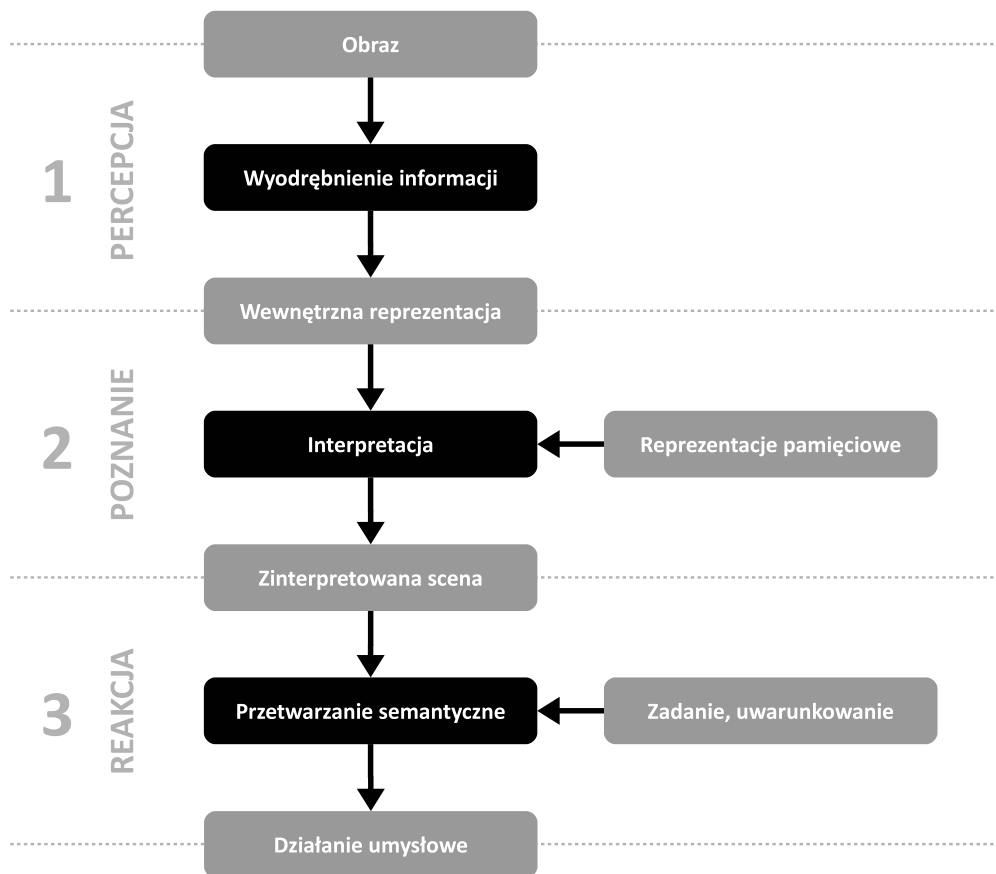 Obraz
1
PERCEPCJA
Wyodrębnienie informacji
Wewnętrzna reprezentacja
2
POZNANIE
Interpretacja
Reprezentacje pamięciowe
Zinterpretowana scena
3
REAKCJA
Przetwarzanie semantyczne
Zadanie, uwarunkowanie
Działanie umysłowe